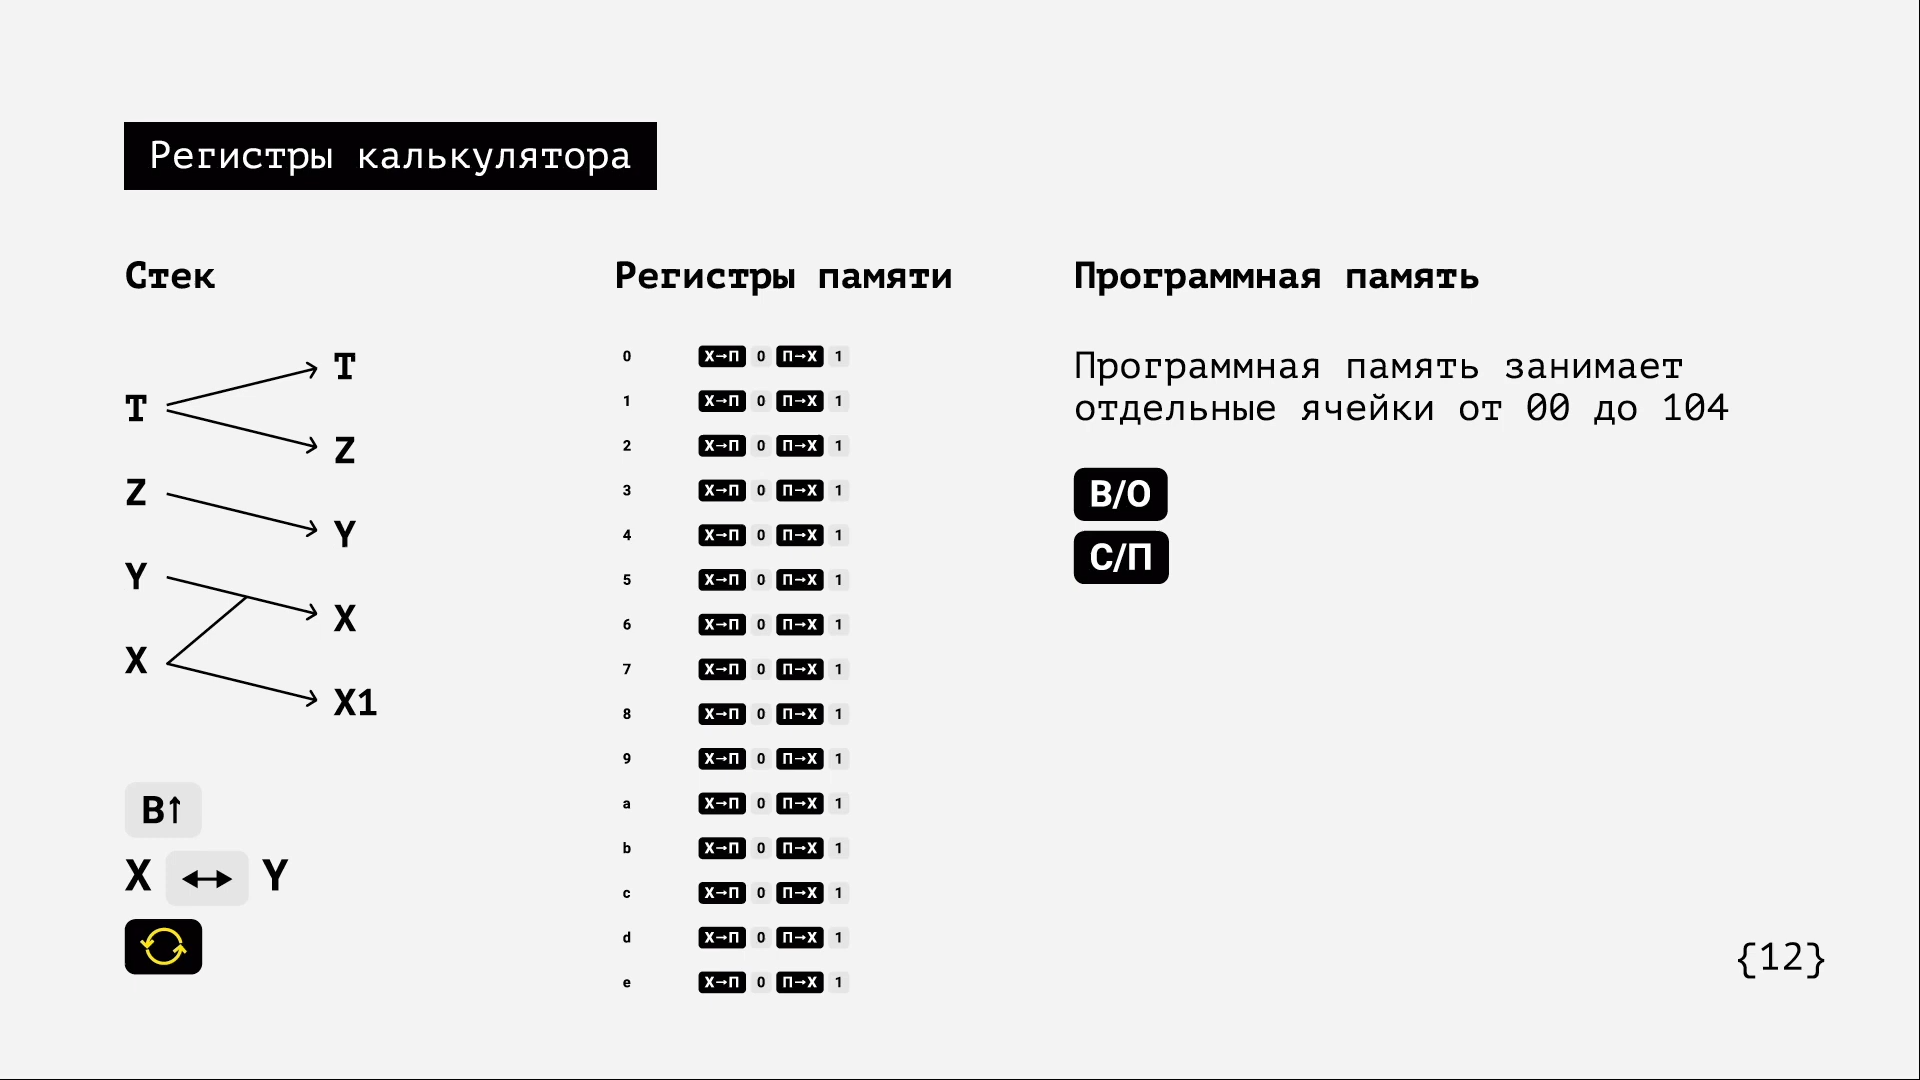 Регистры калькулятора
Стек
T
Z
Y
X
T
Z
Y
X
X1
В↑
X ↔ Y
Регистры памяти
0 X→П 0 П→X 1
1 X→П 0 П→X 1
2 X→П 0 П→X 1
3 X→П 0 П→X 1
4 X→П 0 П→X 1
5 X→П 0 П→X 1
6 X→П 0 П→X 1
7 X→П 0 П→X 1
8 X→П 0 П→X 1
9 X→П 0 П→X 1
a X→П 0 П→X 1
b X→П 0 П→X 1
c X→П 0 П→X 1
d X→П 0 П→X 1
e X→П 0 П→X 1
Программная память
Программная память занимает
отдельные ячейки от 00 до 104
В/О
С/П
{12}